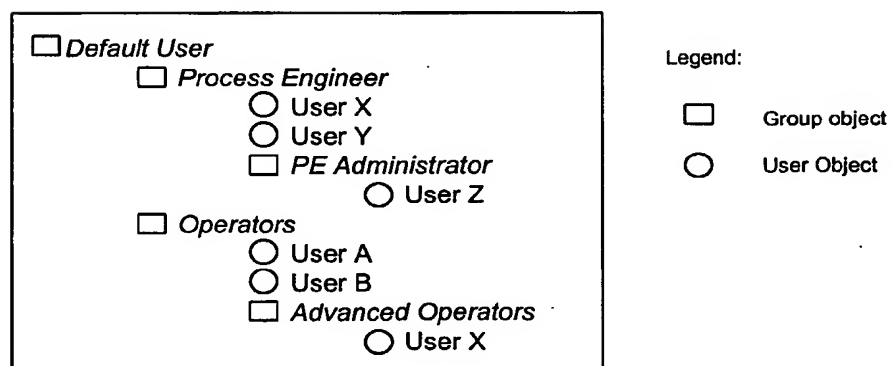 Default User
Process Engineer
User X
User Y
PE Administrator
User Z
Operators
User A
User B
Advanced Operators
User X
Legend:
Group object
User Object